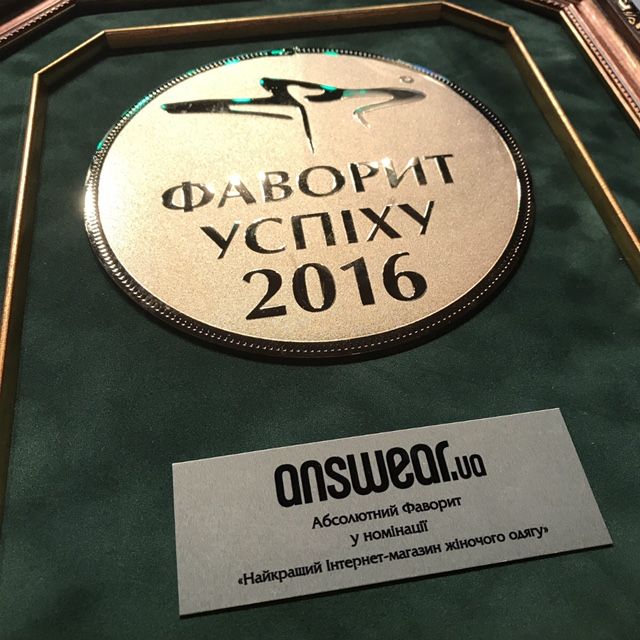 ФАВОРИТ
УСПІХУ
2016
answear.ua
Абсолютний Фаворит
у номінації
«Найкращий Інтернет-магазин жіночого одягу»